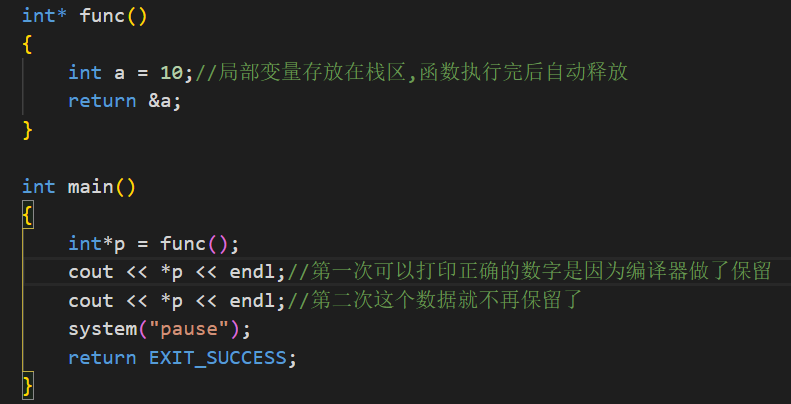 int* func()
{
int a = 10;//局部变量存放在栈区,函数执行完后自动释放
return &a;
}
int main()
{
int*p = func();
cout << *p << endl;//第一次可以打印正确的数字是因为编译器做了保留
cout << *p << endl;//第二次这个数据就不再保留了
system("pause");
return EXIT_SUCCESS;
}